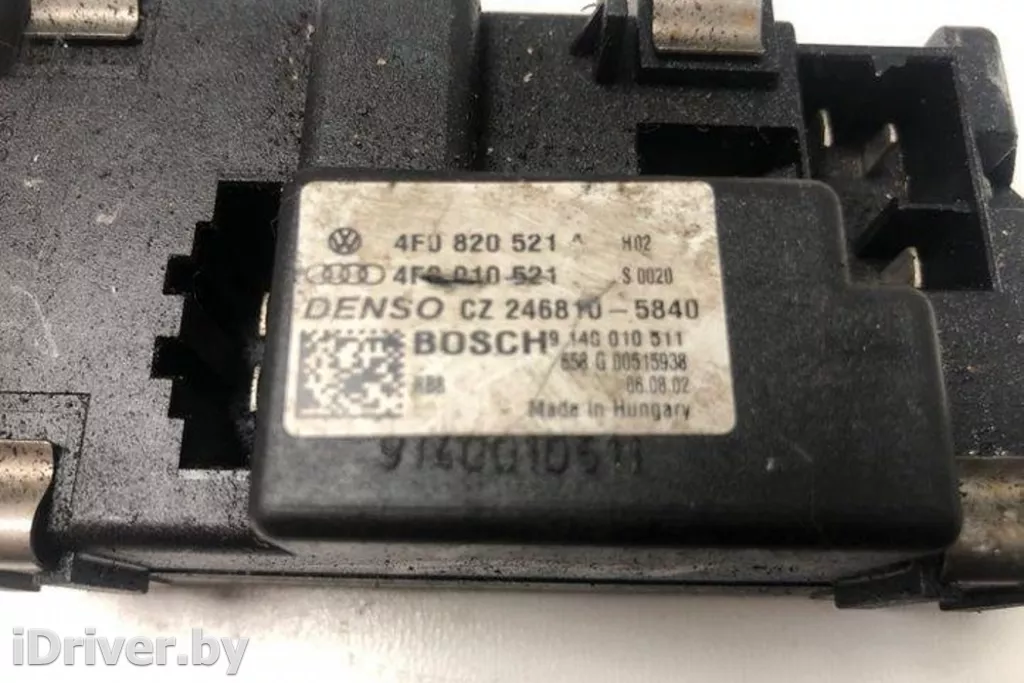 4F0 820 521 A H02
4F0 910 521 S 0020
DENSO CZ 246810-5840
BOSCH 9 140 010 511
658 G 00515938
06.08.02
Made in Hungary
9140010511
iDriver.by